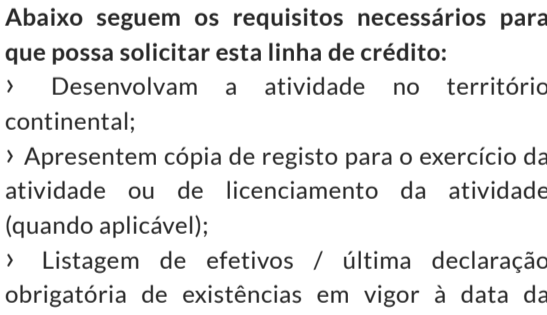 Abaixo seguem os requisitos necessários para
que possa solicitar esta linha de crédito:
› Desenvolvam a atividade no território
continental;
› Apresentem cópia de registo para o exercício da
atividade ou de licenciamento da atividade
(quando aplicável);
› Listagem de efetivos / última declaração
obrigatória de existências em vigor à data da